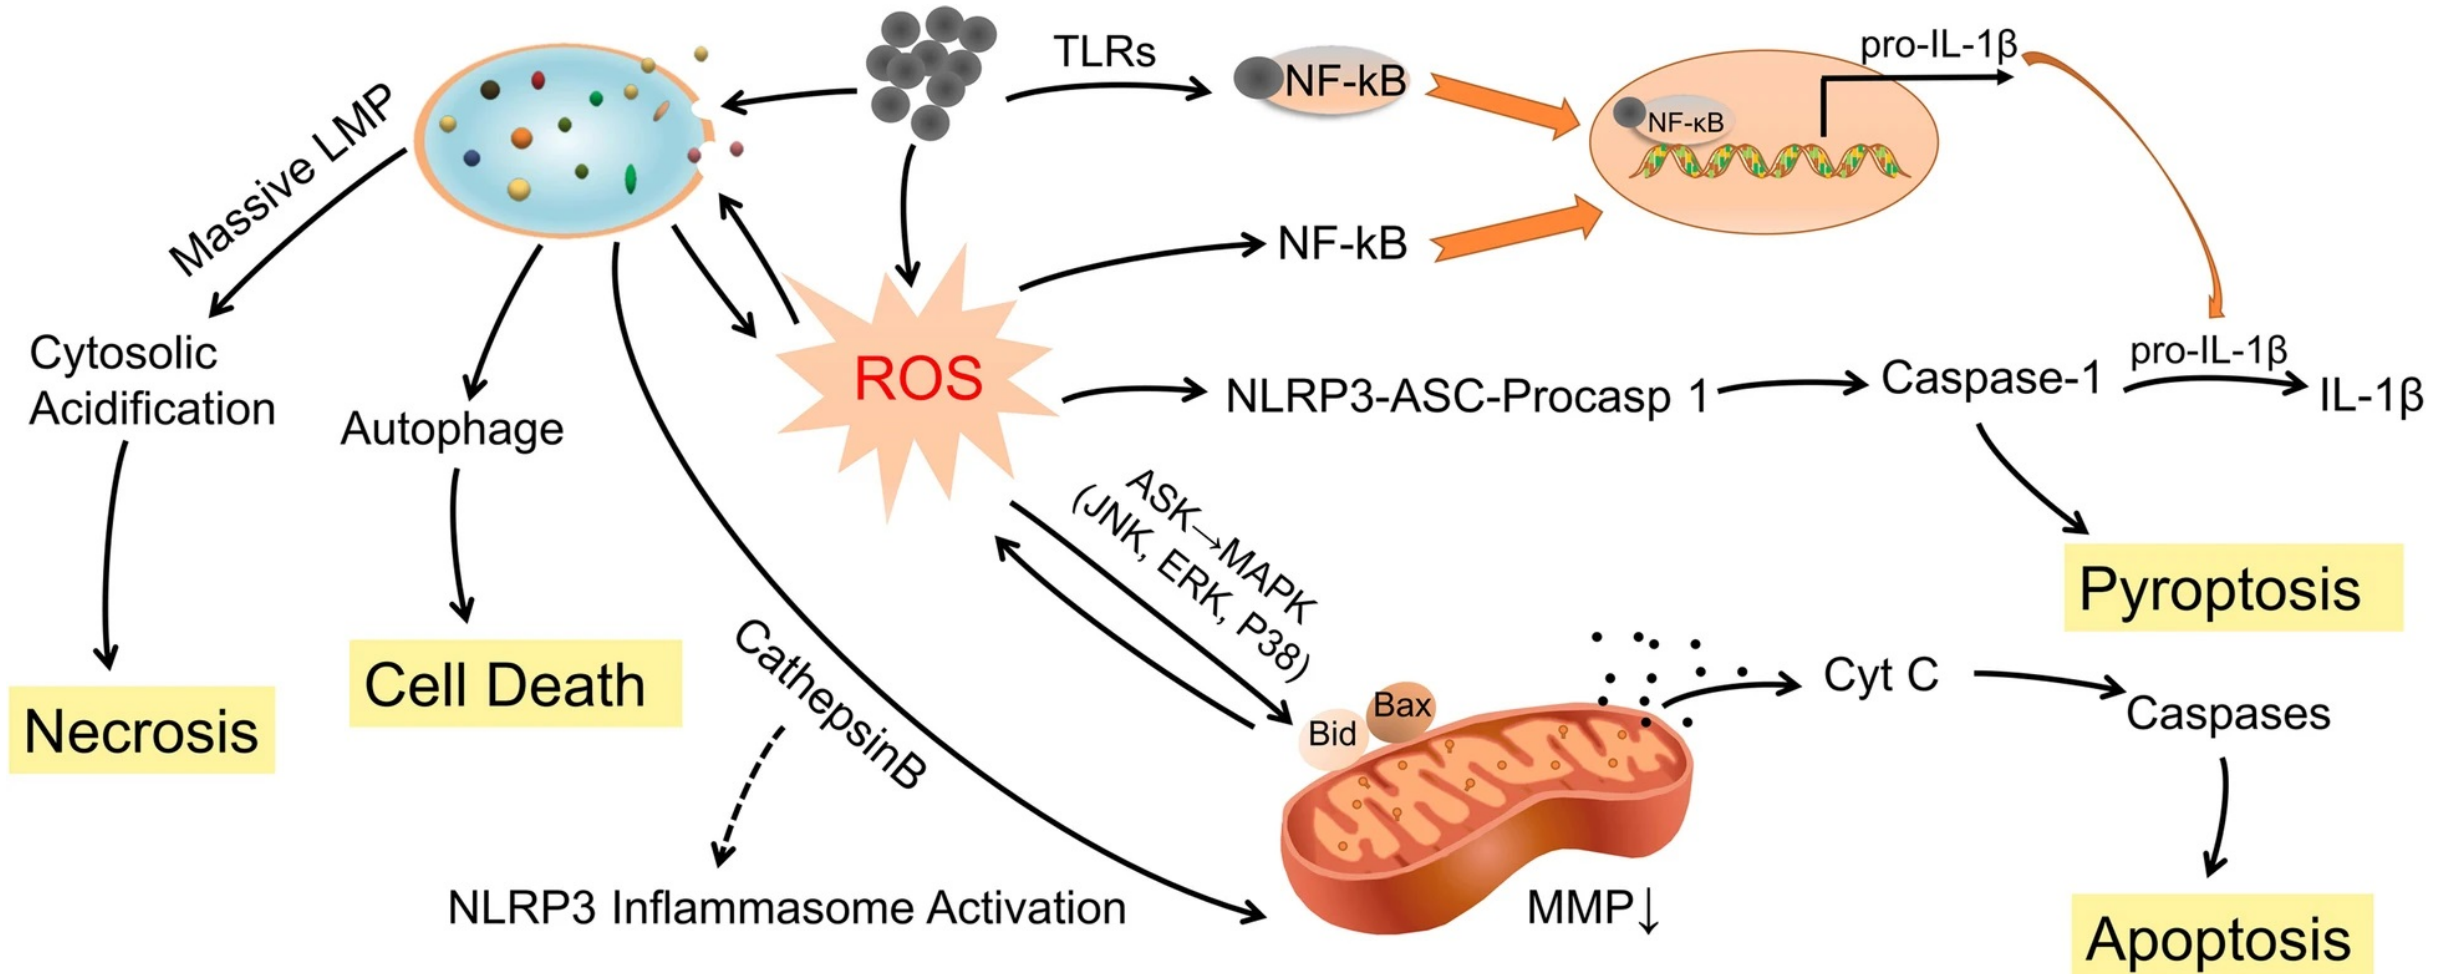 TLRs
pro-IL-1β
NF-kB
NF-κB
Massive LMP
NF-kB
ROS
Cytosolic
Acidification
Autophage
NLRP3-ASC-Procasp 1
Caspase-1
pro-IL-1β
IL-1β
ASK→MAPK
(JNK, ERK, P38)
Pyroptosis
Cell Death
Necrosis
CathepsinB
Bid
Bax
Cyt C
Caspases
NLRP3 Inflammasome Activation
MMP↓
Apoptosis